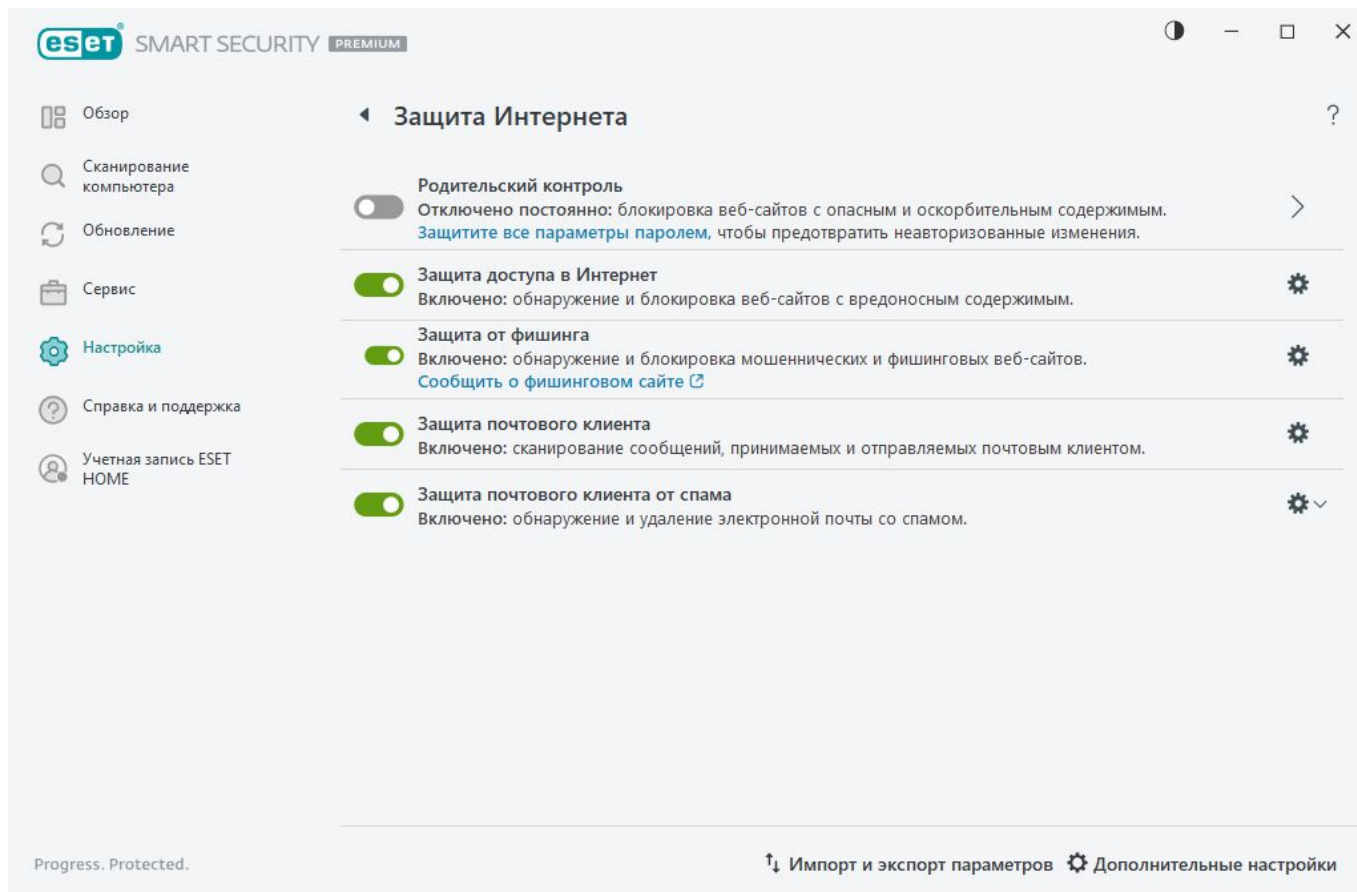 eset® SMART SECURITY PREMIUM
Обзор
Сканирование
компьютера
Обновление
Сервис
Настройка
Справка и поддержка
Учетная запись ESET
HOME
Защита Интернета
?
Родительский контроль
Отключено постоянно: блокировка веб-сайтов с опасным и оскорбительным содержимым.
Защитите все параметры паролем, чтобы предотвратить неавторизованные изменения.
Защита доступа в Интернет
Включено: обнаружение и блокировка веб-сайтов с вредоносным содержимым.
Защита от фишинга
Включено: обнаружение и блокировка мошеннических и фишинговых веб-сайтов.
Сообщить о фишинговом сайте
Защита почтового клиента
Включено: сканирование сообщений, принимаемых и отправляемых почтовым клиентом.
Защита почтового клиента от спама
Включено: обнаружение и удаление электронной почты со спамом.
Progress. Protected.
Импорт и экспорт параметров Дополнительные настройки